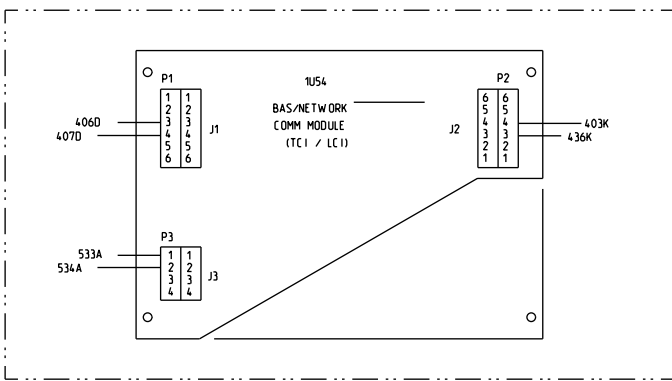 P1
1U54
P2
1 1
2 2
3 3
4 4
5 5
6 6
J1
406D
407D
BAS/NETWORK
COMM MODULE
(TCI / LCI)
J2
6 6
5 5
4 4
3 3
2 2
1 1
403K
436K
P3
533A
534A
1 1
2 2
3 3
4 4
J3